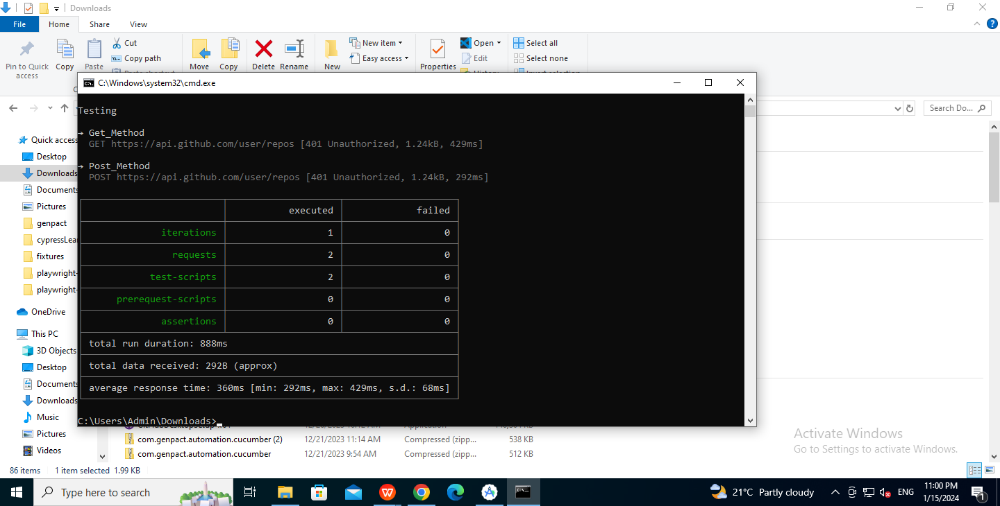 Downloads
File Home Share View
Pin to Quick access
Copy
Paste
Cut
Copy path
Paste shortcut
Move
Copy
Delete
Rename
New
New item
Easy access
Properties
Open
Edit
History
Select all
Select none
Invert selection
C:\Windows\system32\cmd.exe
Search Do...
Testing
→ Get_Method
GET https://api.github.com/user/repos [401 Unauthorized, 1.24kB, 429ms]
→ Post_Method
POST https://api.github.com/user/repos [401 Unauthorized, 1.24kB, 292ms]
executed failed
iterations 1 0
requests 2 0
test-scripts 2 0
prerequest-scripts 0 0
assertions 0 0
total run duration: 888ms
total data received: 292B (approx)
average response time: 360ms [min: 292ms, max: 429ms, s.d.: 68ms]
C:\Users\Admin\Downloads>
Quick access
Desktop
Downloads
Documents
Pictures
genpact
cypressLea
fixtures
playwright-
playwright-
OneDrive
This PC
3D Objects
Desktop
Documents
Downloads
Music
Pictures
Videos
com.genpact.automation.cucumber (2) 12/21/2023 11:14 AM Compressed (zipp... 538 KB
com.genpact.automation.cucumber 12/21/2023 9:54 AM Compressed (zipp... 512 KB
Activate Windows
Go to Settings to activate Windows.
86 items 1 item selected 1.99 KB
Type here to search
21°C Partly cloudy
ENG
11:00 PM
1/15/2024
1